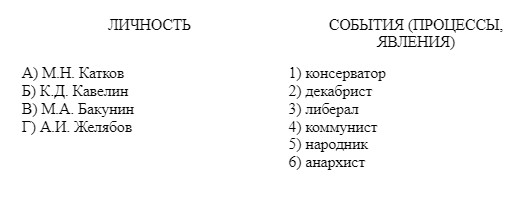 ЛИЧНОСТЬ
СОБЫТИЯ (ПРОЦЕССЫ,
ЯВЛЕНИЯ)
А) М.Н. Катков
Б) К.Д. Кавелин
В) М.А. Бакунин
Г) А.И. Желябов
1) консерватор
2) декабрист
3) либерал
4) коммунист
5) народник
6) анархист